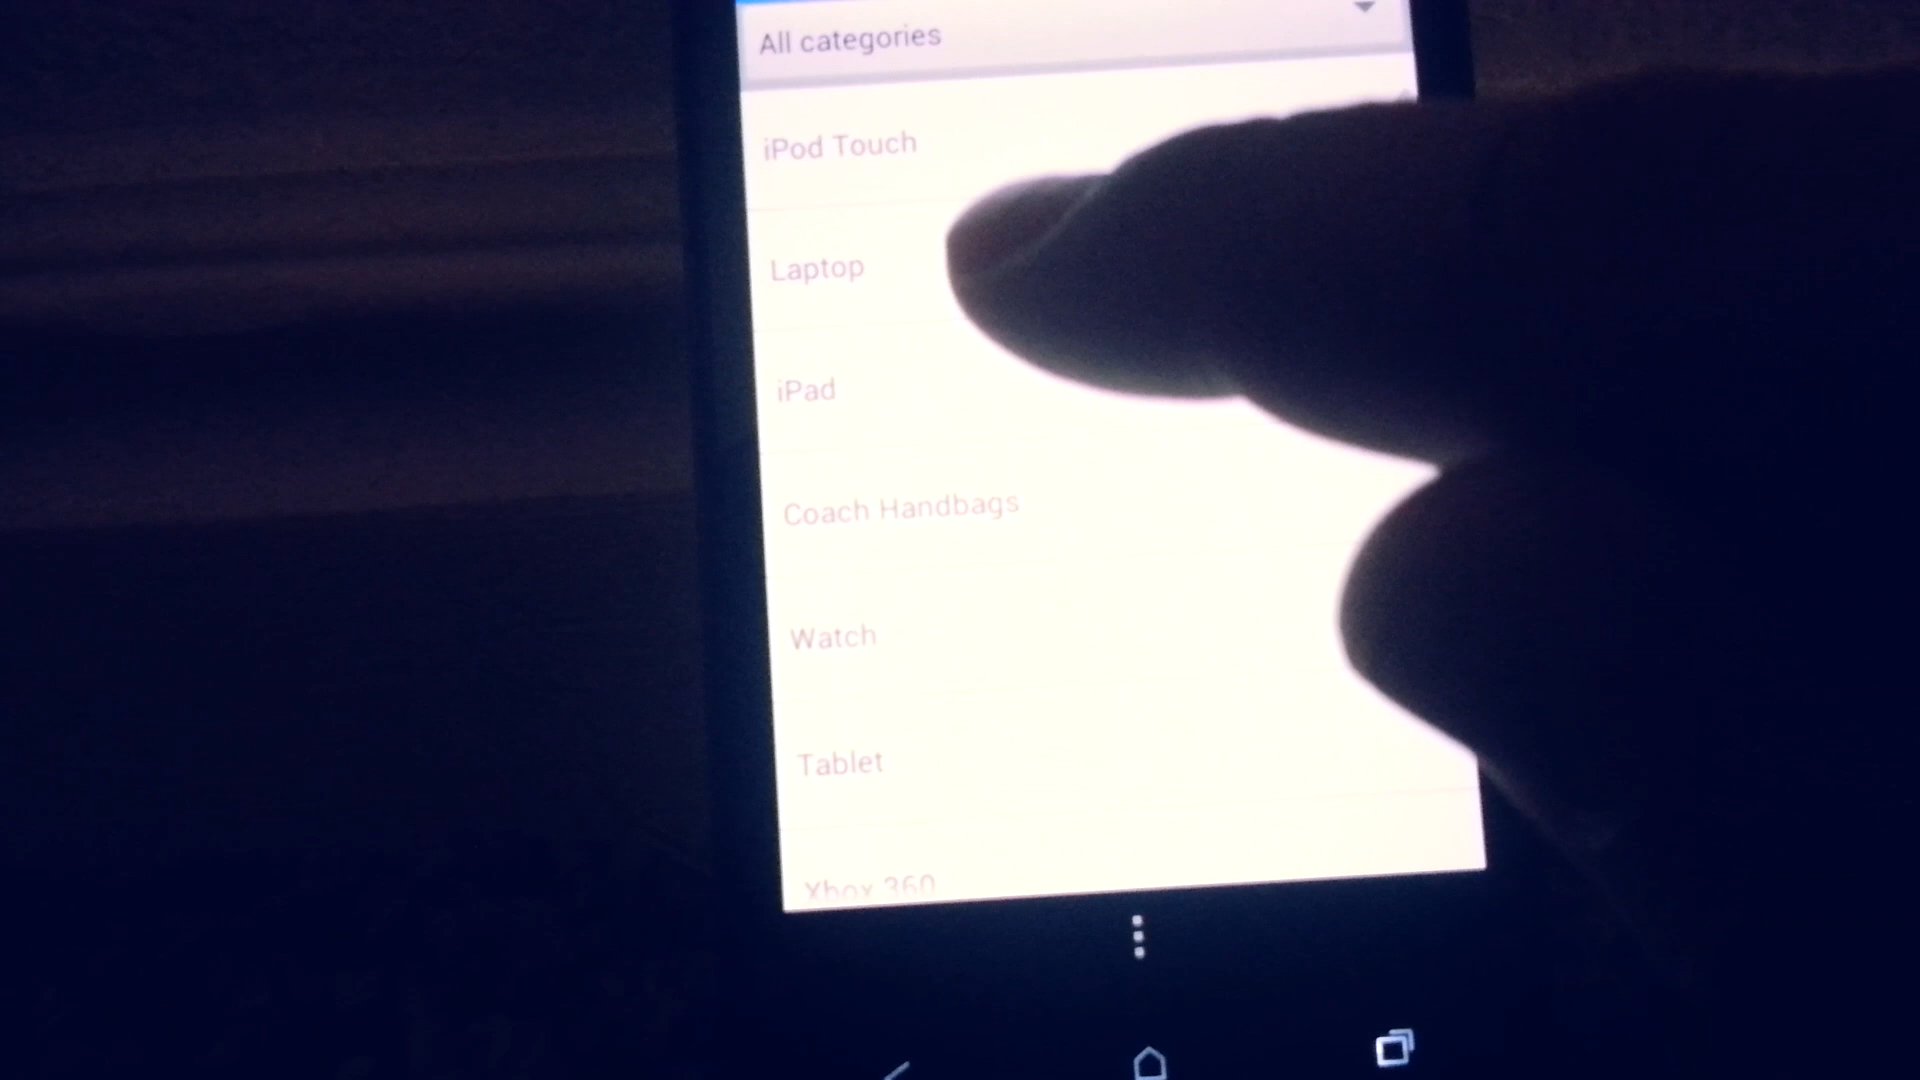 All categories
iPod Touch
Laptop
iPad
Coach Handbags
Watch
Tablet
Xbox 360